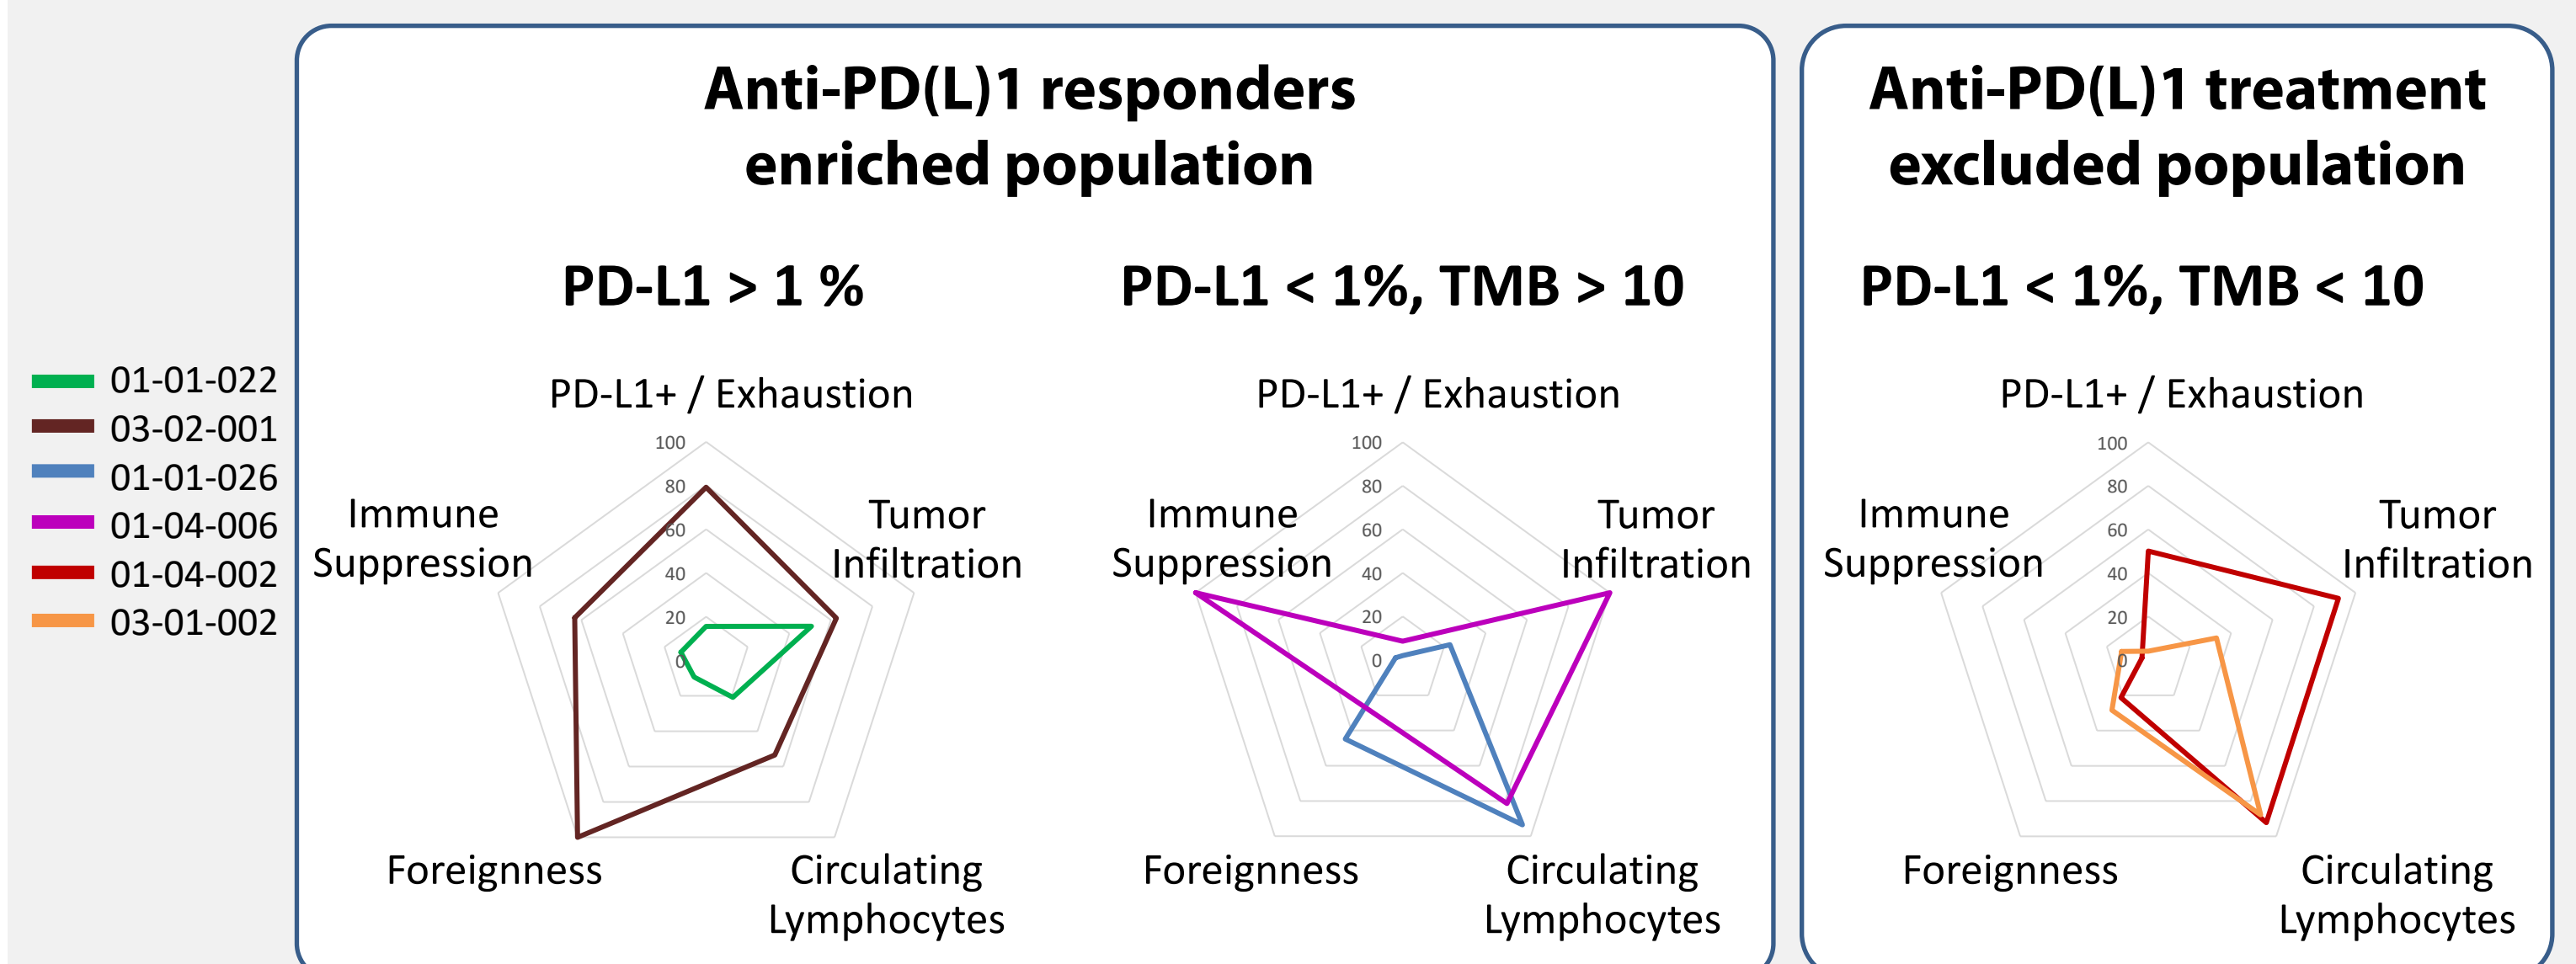 Anti-PD(L)1 responders
enriched population
Anti-PD(L)1 treatment
excluded population
PD-L1 > 1 %
PD-L1 < 1%, TMB > 10
PD-L1 < 1%, TMB < 10
01-01-022
03-02-001
01-01-026
01-04-006
01-04-002
03-01-002
PD-L1+ / Exhaustion
100
80
60
40
20
0
Immune
Suppression
Tumor
Infiltration
Foreignness
Circulating
Lymphocytes
PD-L1+ / Exhaustion
100
80
60
40
20
0
Immune
Suppression
Tumor
Infiltration
Foreignness
Circulating
Lymphocytes
PD-L1+ / Exhaustion
100
80
60
40
20
0
Immune
Suppression
Tumor
Infiltration
Foreignness
Circulating
Lymphocytes